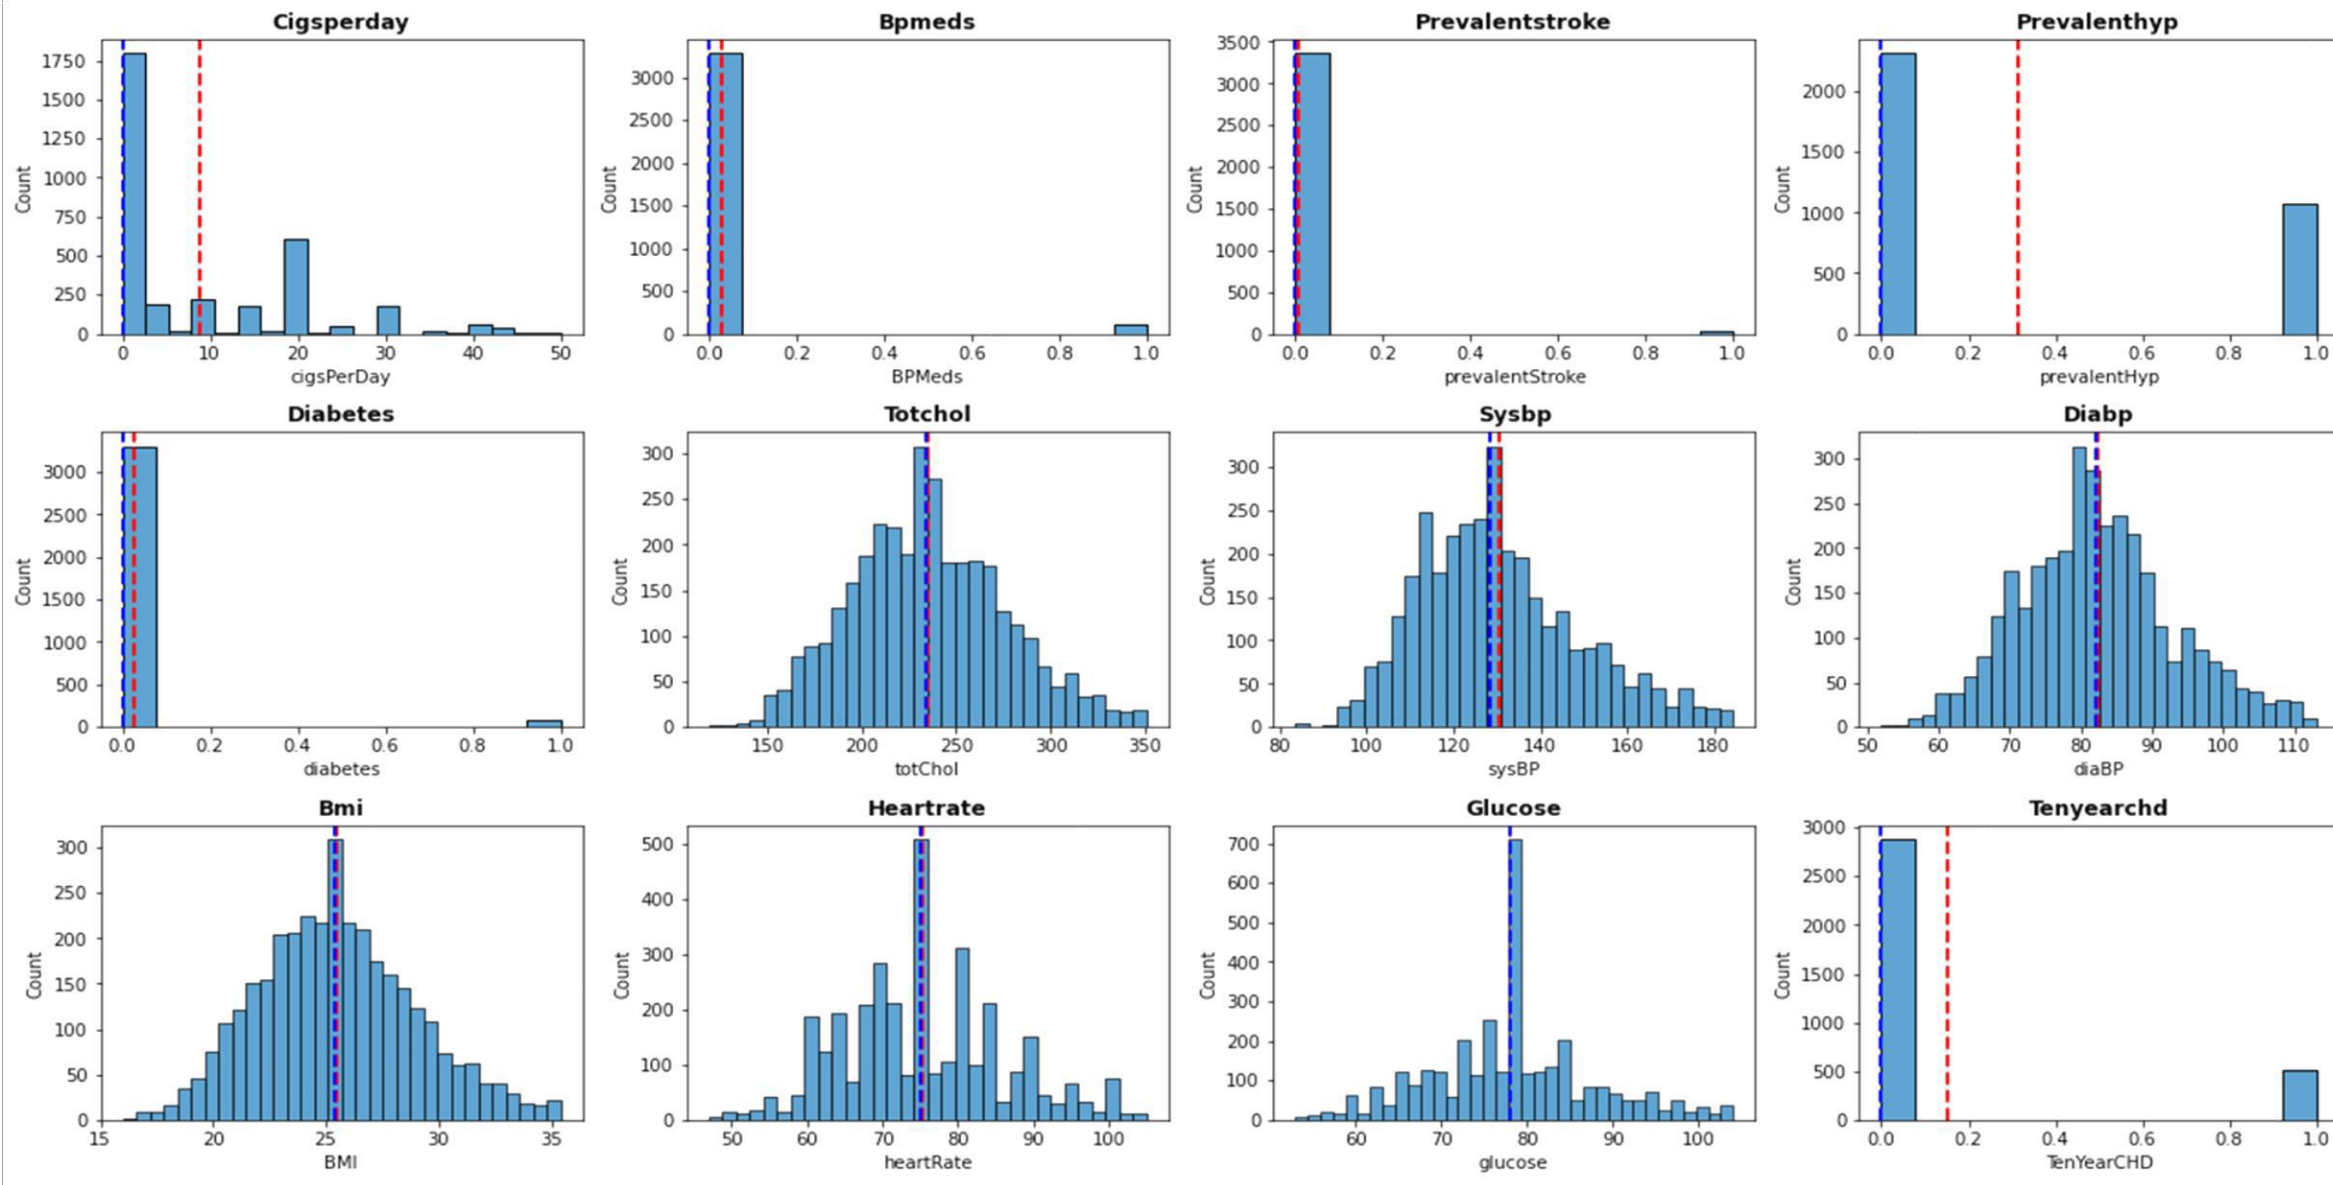 Cigsperday
Bpmeds
Prevalentstroke
Prevalenthyp
1750
1500
1250
1000
750
500
250
0
Count
0 10 20 30 40 50
cigsPerDay
3000
2500
2000
1500
1000
500
0
Count
0.0 0.2 0.4 0.6 0.8 1.0
BPMeds
3500
3000
2500
2000
1500
1000
500
0
Count
0.0 0.2 0.4 0.6 0.8 1.0
prevalentStroke
2000
1500
1000
500
0
Count
0.0 0.2 0.4 0.6 0.8 1.0
prevalentHyp
Diabetes
Totchol
Sysbp
Diabp
3000
2500
2000
1500
1000
500
0
Count
0.0 0.2 0.4 0.6 0.8 1.0
diabetes
300
250
200
150
100
50
0
Count
150 200 250 300 350
totChol
300
250
200
150
100
50
0
Count
80 100 120 140 160 180
sysBP
300
250
200
150
100
50
0
Count
50 60 70 80 90 100 110
diaBP
Bmi
Heartrate
Glucose
Tenyearchd
300
250
200
150
100
50
0
Count
15 20 25 30 35
BMI
500
400
300
200
100
0
Count
50 60 70 80 90 100
heartRate
700
600
500
400
300
200
100
0
Count
60 70 80 90 100
glucose
3000
2500
2000
1500
1000
500
0
Count
0.0 0.2 0.4 0.6 0.8 1.0
TenYearCHD